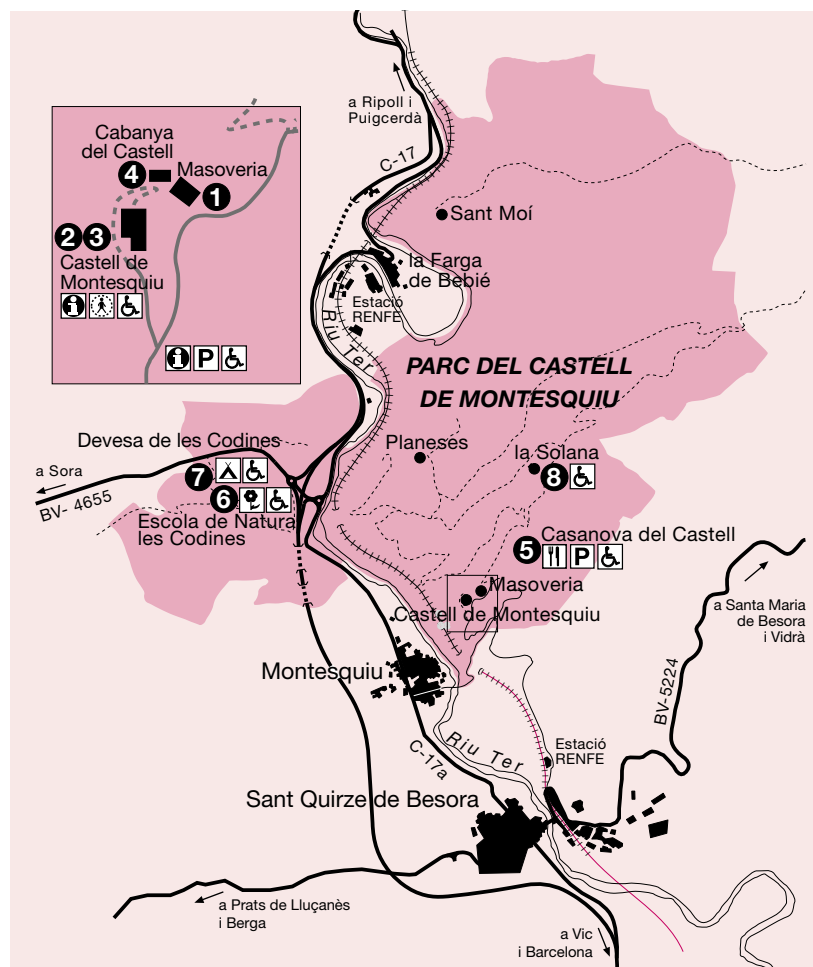 a Ripoll i
Puigcerdà
C-17
Cabanya
del Castell
4
Masoveria
1
2 3
Castell de
Montesquiu
P
Sant Moí
la Farga
de Bebié
Estació
RENFE
Riu Ter
PARC DEL CASTELL
DE MONTESQUIU
Devesa de les Codines
Planeses
la Solana
8
a Sora
BV- 4655
7
6
Escola de Natura
les Codines
Casanova del Castell
5
P
Masoveria
Castell de Montesquiu
a Santa Maria
de Besora
i Vidrà
BV-5224
Montesquiu
C-17a
Riu Ter
Estació
RENFE
Sant Quirze de Besora
a Prats de Lluçanès
i Berga
a Vic
i Barcelona